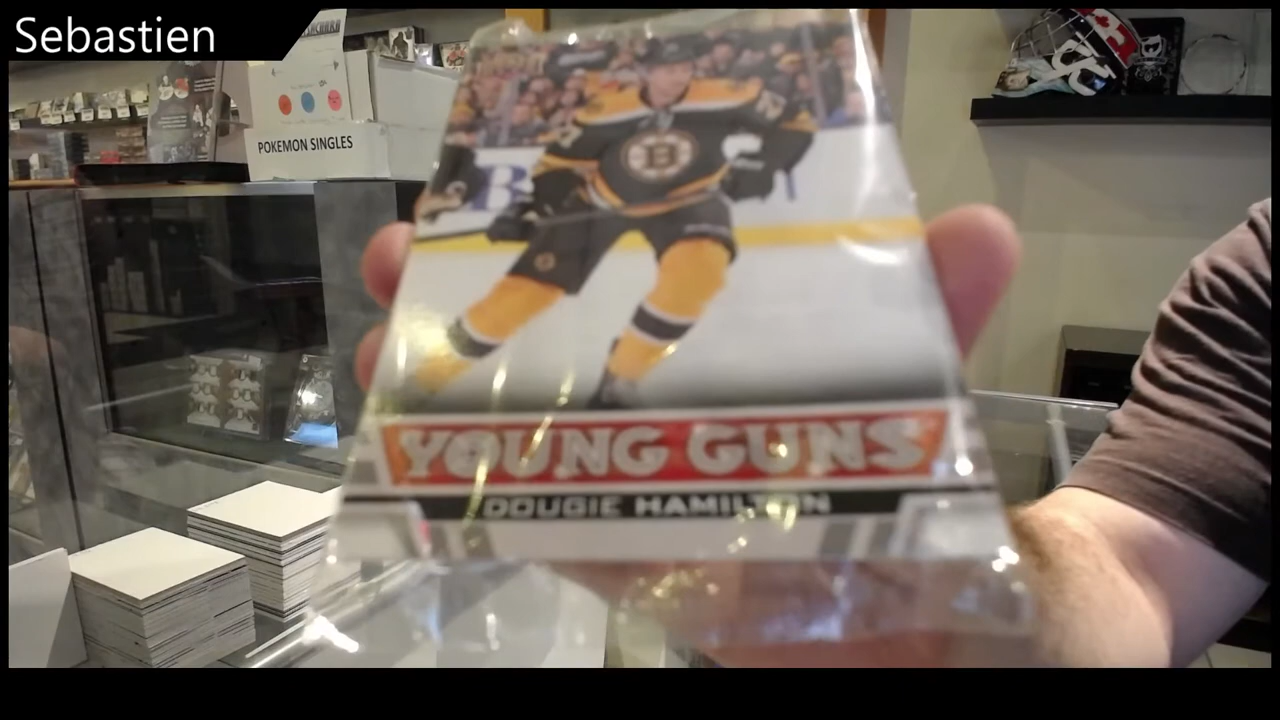 Sebastien
POKEMON SINGLES
B
B
YOUNG GUNS
DOUGIE HAMILTON